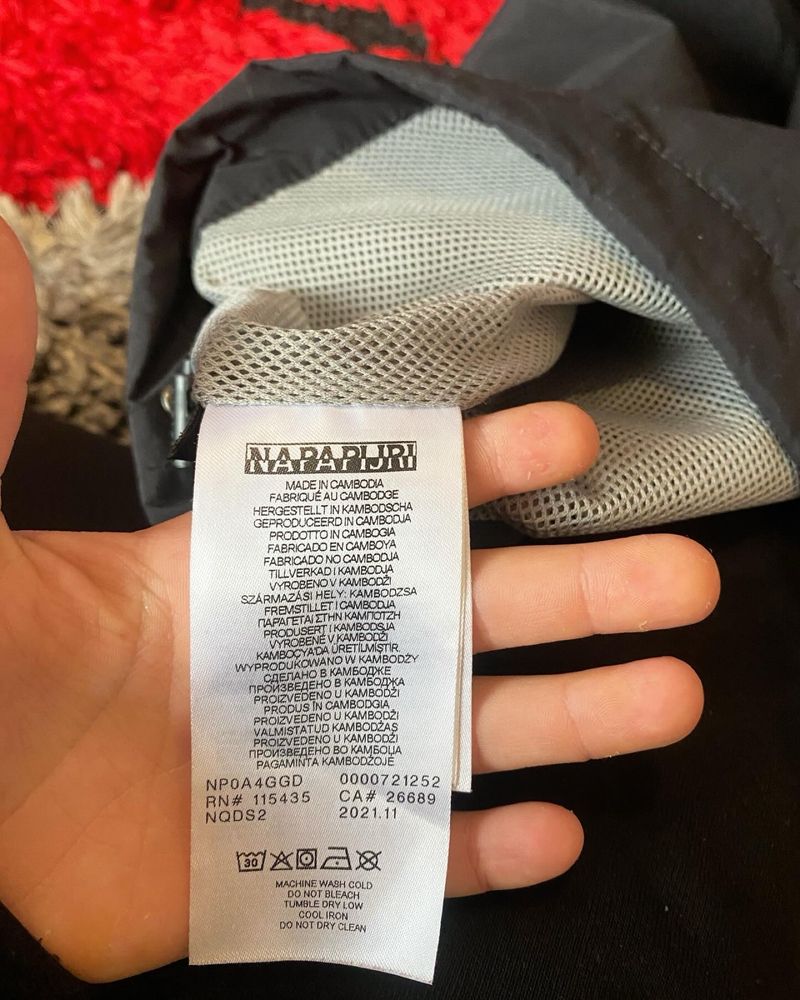 NAPAPIJRI
MADE IN CAMBODIA
FABRIQUÉ AU CAMBODGE
HERGESTELLT IN KAMBODSCHA
GEPRODUCEERD IN CAMBODJA
PRODOTTO IN CAMBOGIA
FABRICADO EN CAMBOYA
FABRICADO NO CAMBODJA
TILLVERKAD I KAMBODJA
VYROBENO V KAMBODŽI
SZÁRMAZÁSI HELY: KAMBODZSA
FREMSTILLET I CAMBODJA
ΠΑΡΑΓΕΤΑΙ ΣΤΗΝ ΚΑΜΠΟΤΖΗ
PRODUSERT I KAMBODSJA
VYROBENÉ V KAMBODŽI
KAMBOÇYA'DA ÜRETİLMİŞTİR.
WYPRODUKOWANO W KAMBODŻY
СДЕЛАНО В КАМБОДЖЕ
ПРОИЗВЕДЕНО В КАМБОДЖА
PROIZVEDENO U KAMBODŽI
PRODUS ÎN CAMBODGIA
PROIZVEDENO U KAMBODŽI
VALMISTATUD KAMBODŽAS
PROIZVEDENO U KAMBODŽI
ПРОИЗВЕДЕНО ВО КАМБОЏА
PAGAMINTA KAMBODŽOJE
NP0A4GGD 0000721252
RN# 115435 CA# 26689
NQDS2 2021.11
30
MACHINE WASH COLD
DO NOT BLEACH
TUMBLE DRY LOW
COOL IRON
DO NOT DRY CLEAN